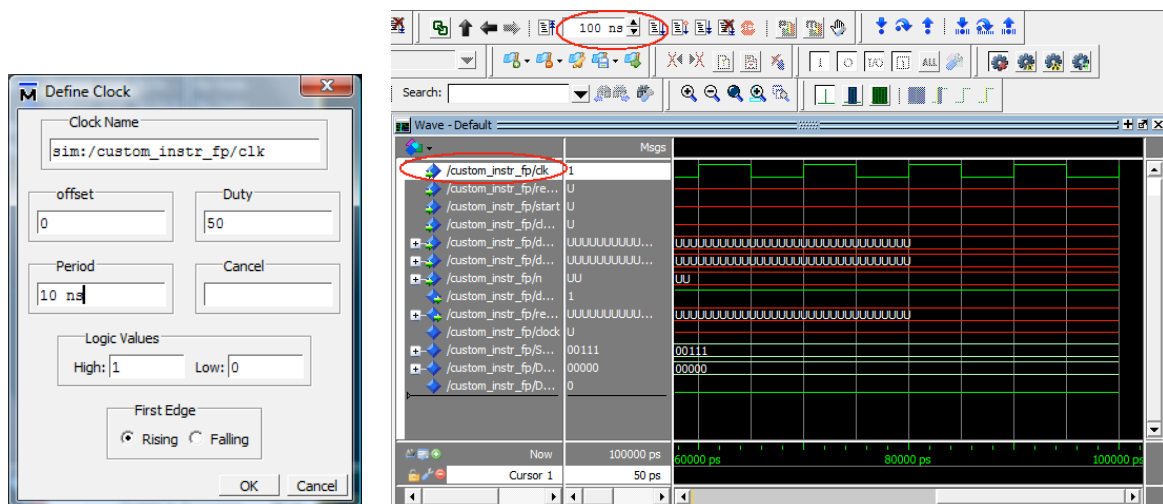 Define Clock
Clock Name
sim:/custom_instr_fp/clk
offset
Duty
0
50
Period
Cancel
10 ns
Logic Values
High: 1
Low: 0
First Edge
Rising
Falling
OK
Cancel
100 ns
ALL
Search:
Wave - Default
Msgs
/custom_instr_fp/clk 1
/custom_instr_fp/re... U
/custom_instr_fp/start U
/custom_instr_fp/cl... U
/custom_instr_fp/d... UUUUUUUUUU... UUUUUUUUUUUUUUUUUUUUUUUUUUUUUUUU
/custom_instr_fp/d... UUUUUUUUUU... UUUUUUUUUUUUUUUUUUUUUUUUUUUUUUUU
/custom_instr_fp/n UU UU
/custom_instr_fp/d... 1
/custom_instr_fp/re... UUUUUUUUUU... UUUUUUUUUUUUUUUUUUUUUUUUUUUUUUUU
/custom_instr_fp/clock U
/custom_instr_fp/S... 00111 00111
/custom_instr_fp/D... 00000 00000
/custom_instr_fp/D... 0
Now 100000 ps 60000 ps 80000 ps 100000 ps
Cursor 1 50 ps